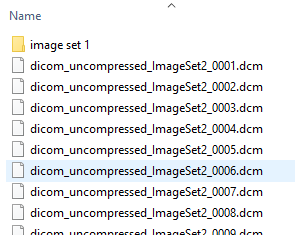 Name
image set 1
dicom_uncompressed_ImageSet2_0001.dcm
dicom_uncompressed_ImageSet2_0002.dcm
dicom_uncompressed_ImageSet2_0003.dcm
dicom_uncompressed_ImageSet2_0004.dcm
dicom_uncompressed_ImageSet2_0005.dcm
dicom_uncompressed_ImageSet2_0006.dcm
dicom_uncompressed_ImageSet2_0007.dcm
dicom_uncompressed_ImageSet2_0008.dcm
dicom_uncompressed_ImageSet2_0009.dcm